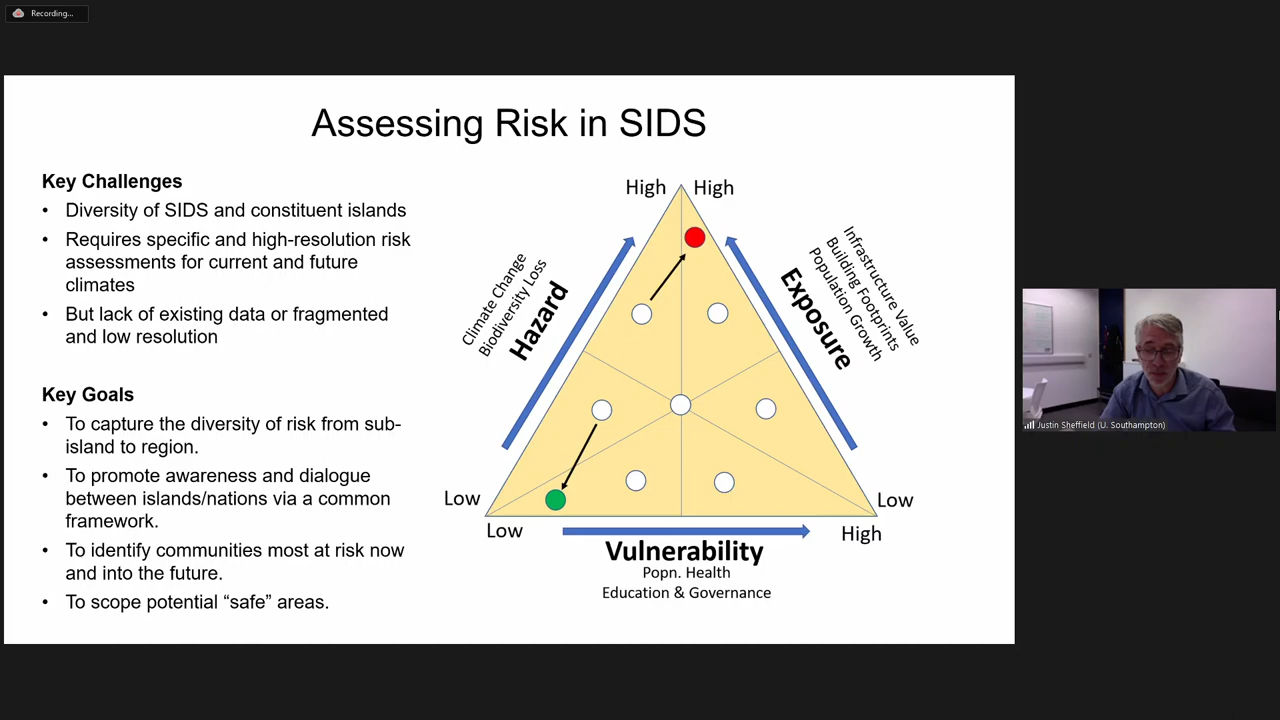 Recording...
Assessing Risk in SIDS
Key Challenges
• Diversity of SIDS and constituent islands
• Requires specific and high-resolution risk
assessments for current and future
climates
• But lack of existing data or fragmented
and low resolution
Key Goals
• To capture the diversity of risk from sub-
island to region.
• To promote awareness and dialogue
between islands/nations via a common
framework.
• To identify communities most at risk now
and into the future.
• To scope potential “safe” areas.
High High
Climate Change
Biodiversity Loss
Hazard
Infrastructure Value
Building Footprints
Population Growth
Exposure
Low
Low
Low
High
Vulnerability
Popn. Health
Education & Governance
Justin Sheffield (U. Southampton)